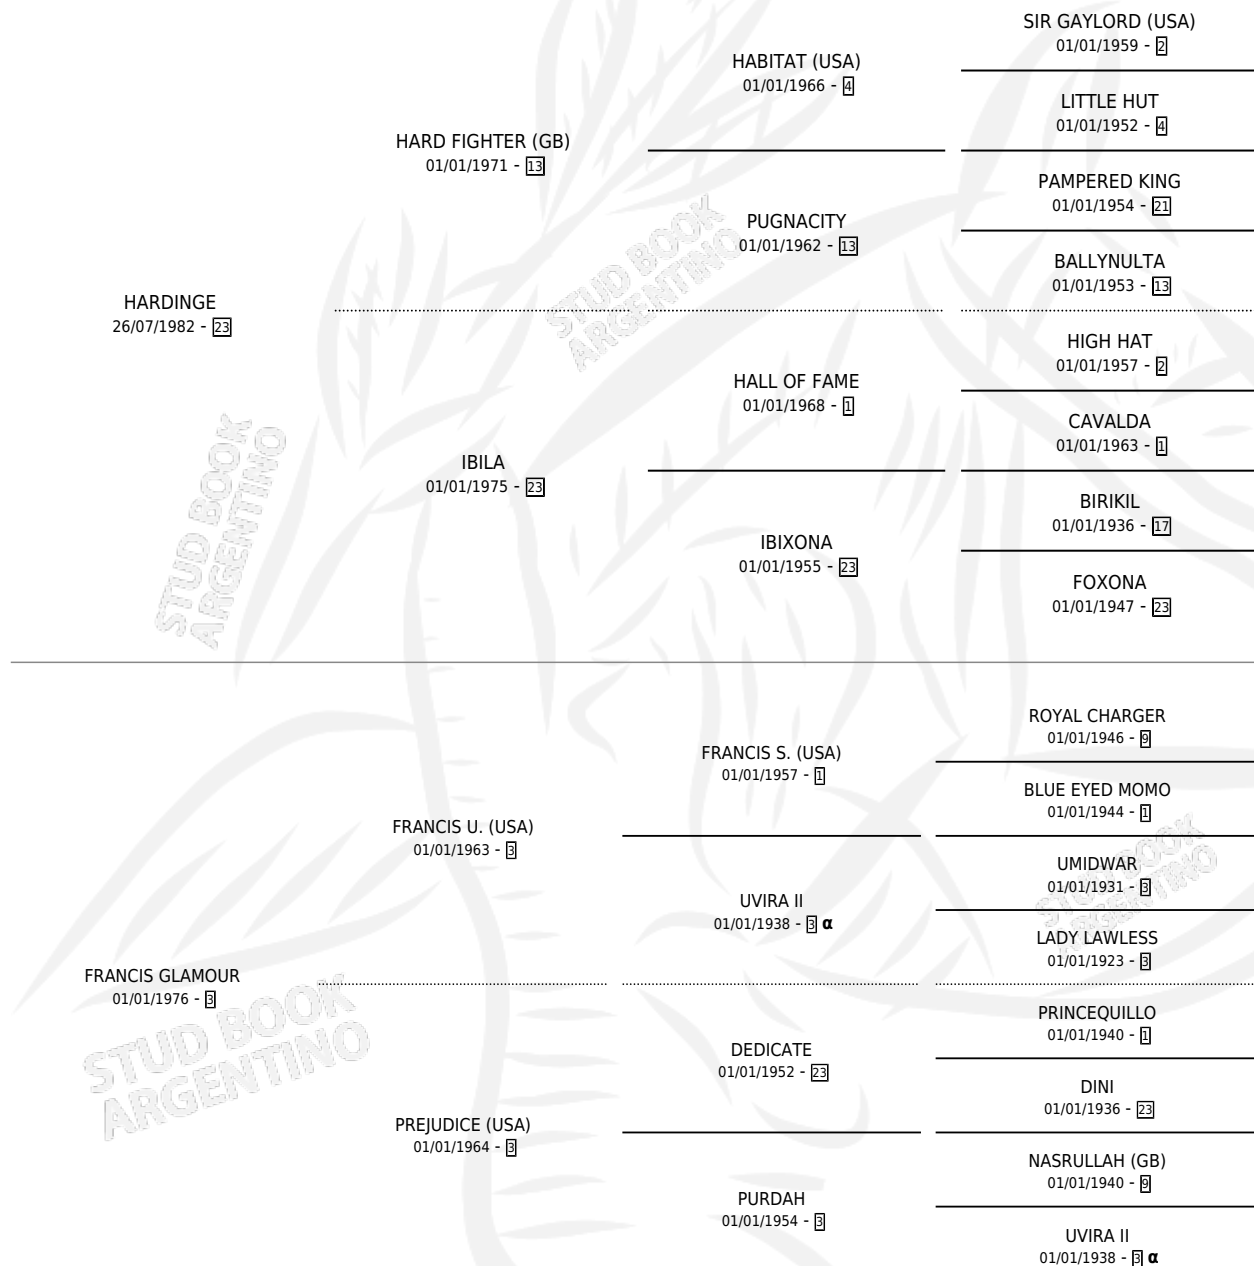 SIR GAYLORD (USA)
01/01/1959 - 2
HABITAT (USA)
01/01/1966 - 4
LITTLE HUT
01/01/1952 - 4
HARD FIGHTER (GB)
01/01/1971 - 13
PAMPERED KING
01/01/1954 - 21
PUGNACITY
01/01/1962 - 13
BALLYNULTA
01/01/1953 - 13
HARDINGE
26/07/1982 - 23
HIGH HAT
01/01/1957 - 2
HALL OF FAME
01/01/1968 - 1
CAVALDA
01/01/1963 - 1
IBILA
01/01/1975 - 23
BIRIKIL
01/01/1936 - 17
IBIXONA
01/01/1955 - 23
FOXONA
01/01/1947 - 23
STUD BOOK
ARGENTINO
STUD BOOK
ARGENTINO
ROYAL CHARGER
01/01/1946 - 9
FRANCIS S. (USA)
01/01/1957 - 1
BLUE EYED MOMO
01/01/1944 - 1
FRANCIS U. (USA)
01/01/1963 - 3
UMIDWAR
01/01/1931 - 3
UVIRA II
01/01/1938 - 3 α
LADY LAWLESS
01/01/1923 - 3
FRANCIS GLAMOUR
01/01/1976 - 3
PRINCEQUILLO
01/01/1940 - 1
DEDICATE
01/01/1952 - 23
DINI
01/01/1936 - 23
PREJUDICE (USA)
01/01/1964 - 3
NASRULLAH (GB)
01/01/1940 - 9
PURDAH
01/01/1954 - 3
UVIRA II
01/01/1938 - 3 α
STUD BOOK
ARGENTINO
STUD BOOK
ARGENTINO